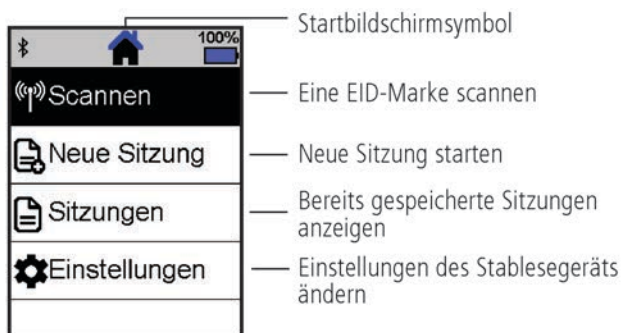 Startbildschirmsymbol
100%
Scannen
Eine EID-Marke scannen
Neue Sitzung
Neue Sitzung starten
Sitzungen
Bereits gespeicherte Sitzungen
anzeigen
Einstellungen
Einstellungen des Stablesegeräts
ändern